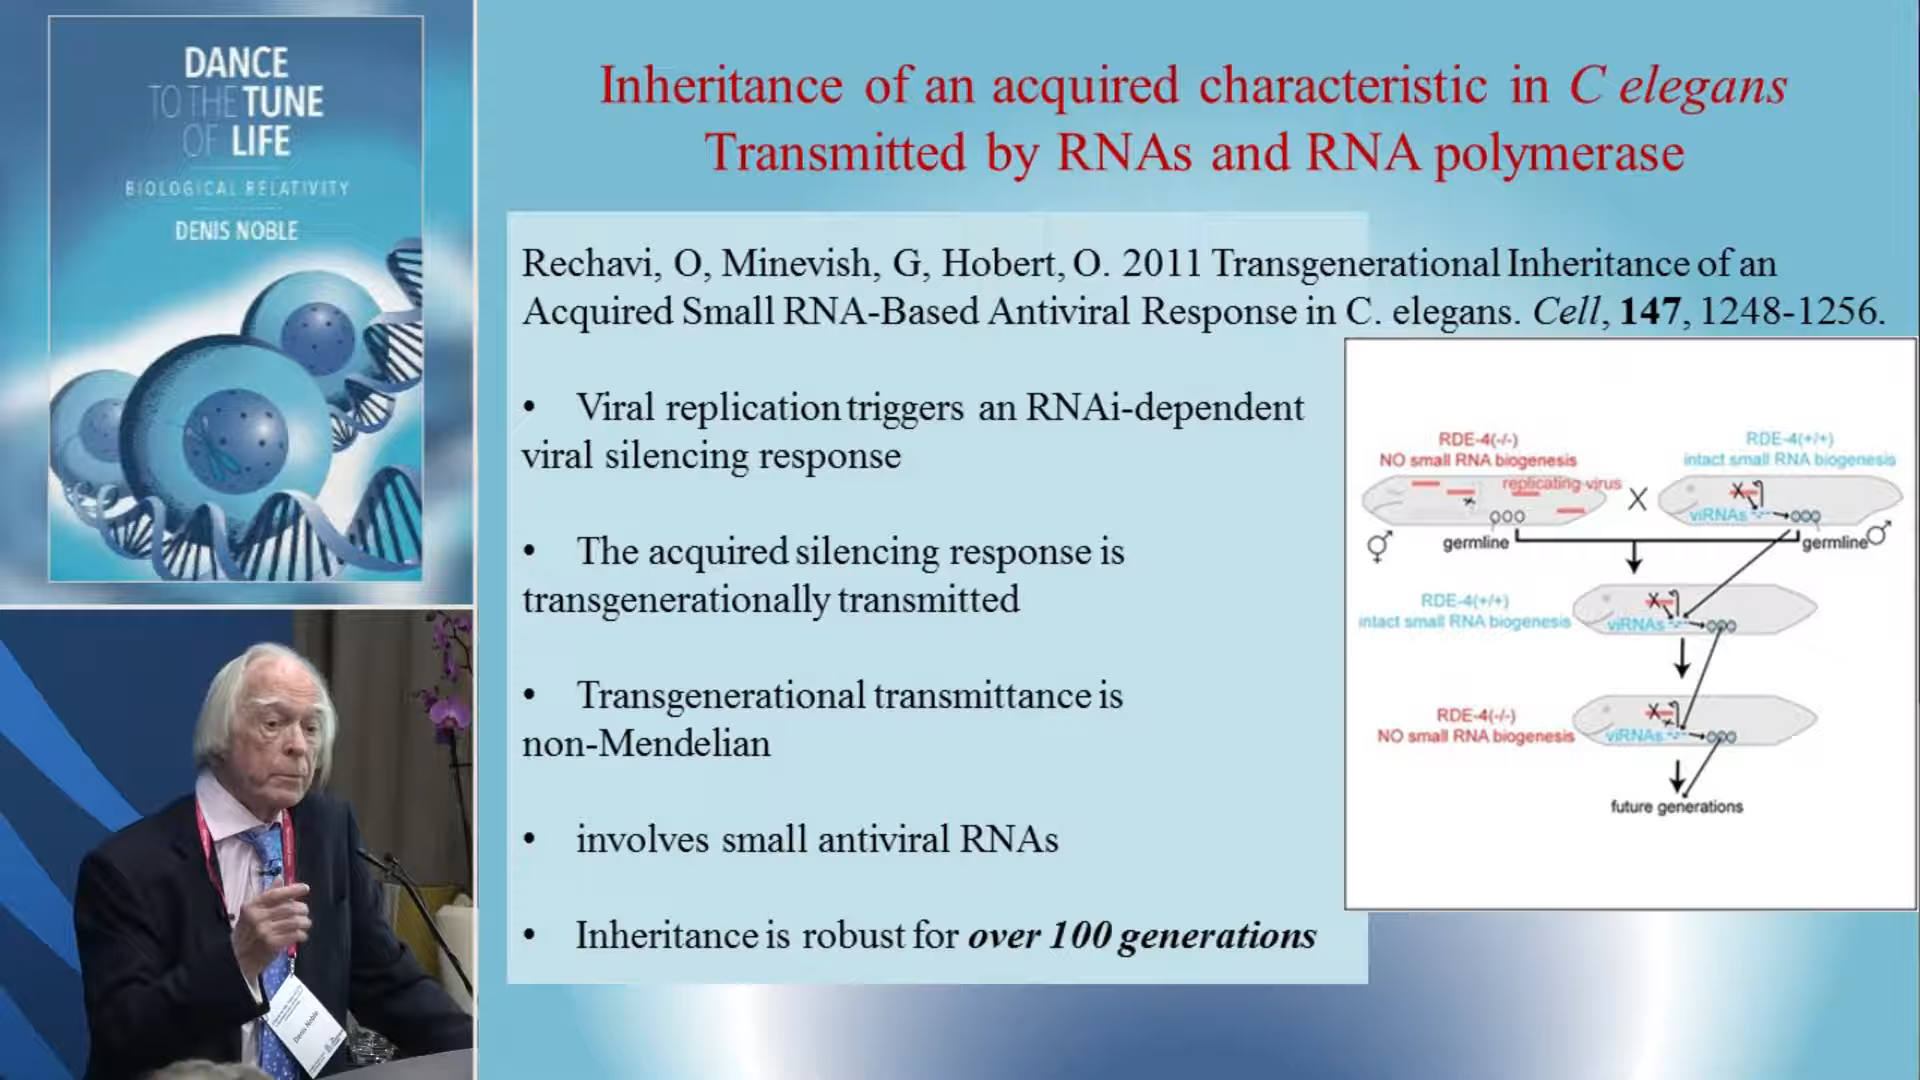 DANCE
TO THE TUNE
OF LIFE
BIOLOGICAL RELATIVITY
DENIS NOBLE
Inheritance of an acquired characteristic in C elegans
Transmitted by RNAs and RNA polymerase
Rechavi, O, Minevish, G, Hobert, O. 2011 Transgenerational Inheritance of an
Acquired Small RNA-Based Antiviral Response in C. elegans. Cell, 147, 1248-1256.
• Viral replication triggers an RNAi-dependent
viral silencing response
• The acquired silencing response is
transgenerationally transmitted
• Transgenerational transmittance is
non-Mendelian
• involves small antiviral RNAs
• Inheritance is robust for over 100 generations
RDE-4(-/-)
NO small RNA biogenesis
replicating virus
germline
X
RDE-4(+/+)
intact small RNA biogenesis
viRNAs
germline
RDE-4(+/+)
intact small RNA biogenesis
viRNAs
RDE-4(-/-)
NO small RNA biogenesis
viRNAs
future generations
Denis Noble